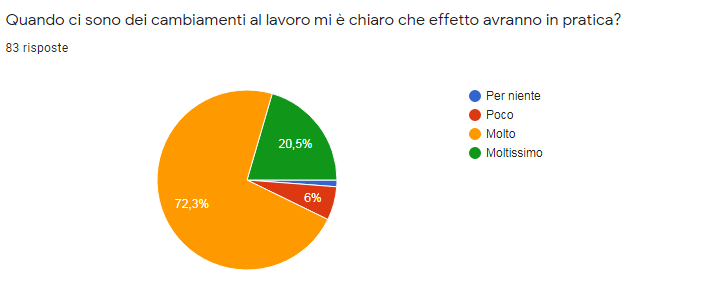 Quando ci sono dei cambiamenti al lavoro mi è chiaro che effetto avranno in pratica?
83 risposte
Per niente
Poco
Molto
Moltissimo
20,5%
6%
72,3%